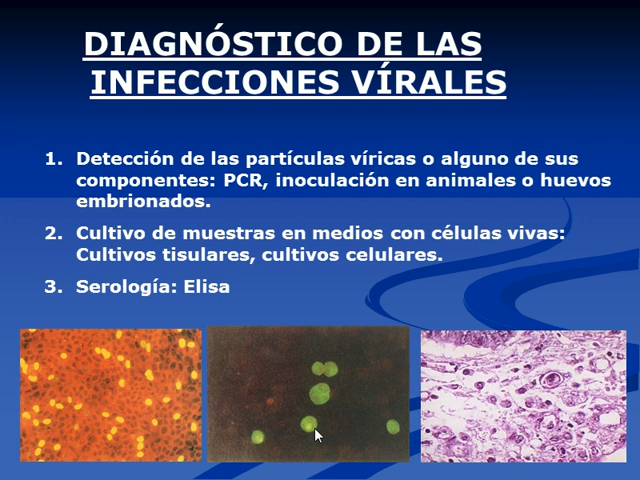 DIAGNÓSTICO DE LAS
INFECCIONES VÍRALES
1. Detección de las partículas víricas o alguno de sus
componentes: PCR, inoculación en animales o huevos
embrionados.
2. Cultivo de muestras en medios con células vivas:
Cultivos tisulares, cultivos celulares.
3. Serología: Elisa